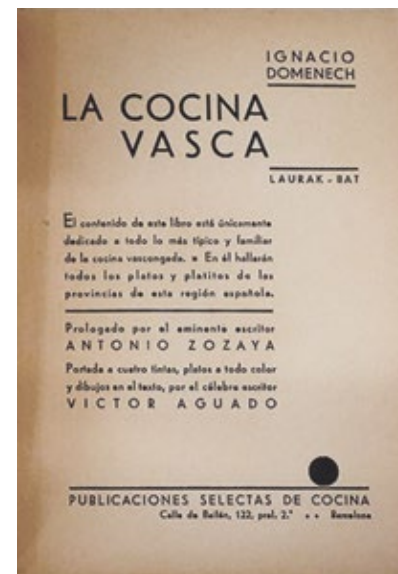 IGNACIO
DOMENECH
LA COCINA
VASCA
LAURAK-BAT
El contenido de este libro está únicamente
dedicado a todo lo más típico y familiar
de la cocina vascongada. ▪ En él hallarán
todos los platos y platitos de las
provincias de esta región española.
Prologado por el eminente escritor
ANTONIO ZOZAYA
Portada a cuatro tintas, platos a todo color
y dibujos en el texto, por el célebre escritor
VICTOR AGUADO
PUBLICACIONES SELECTAS DE COCINA
Calle de Bailén, 122, pral. 2.ª ▪ ▪ Barcelona